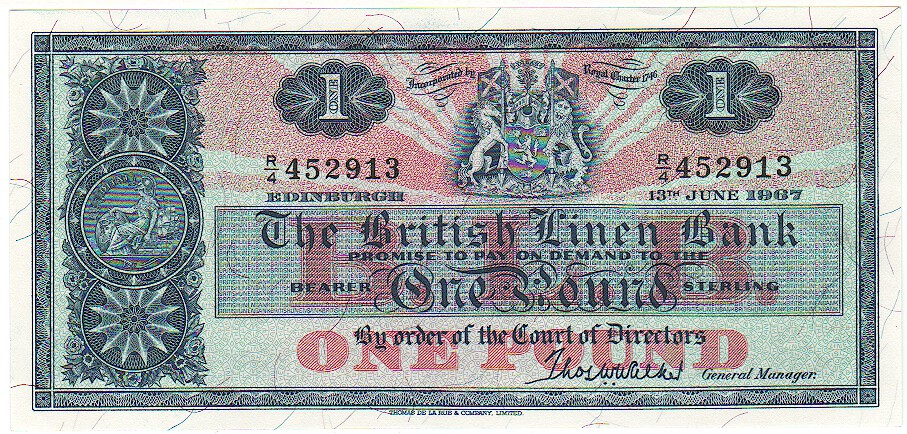 1 ONE
Incorporated by Royal Charter 1746
1 ONE
R/4 452913
R/4 452913
EDINBURGH
13TH JUNE 1967
The British Linen Bank
PROMISE TO PAY ON DEMAND TO THE
BEARER One Pound STERLING
B.L.B.
By order of the Court of Directors
ONE POUND
Thos W Walker General Manager.
THOMAS DE LA RUE & COMPANY, LIMITED.